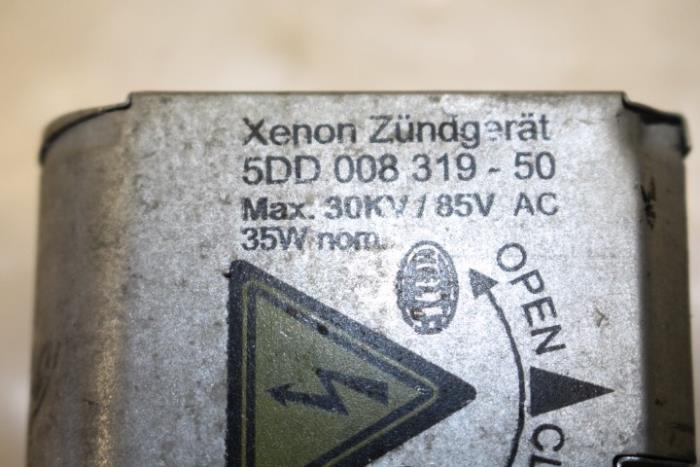 Xenon Zündgerät
5DD 008 319 - 50
Max. 30KV / 85V AC
35W nom.
HELLA
OPEN